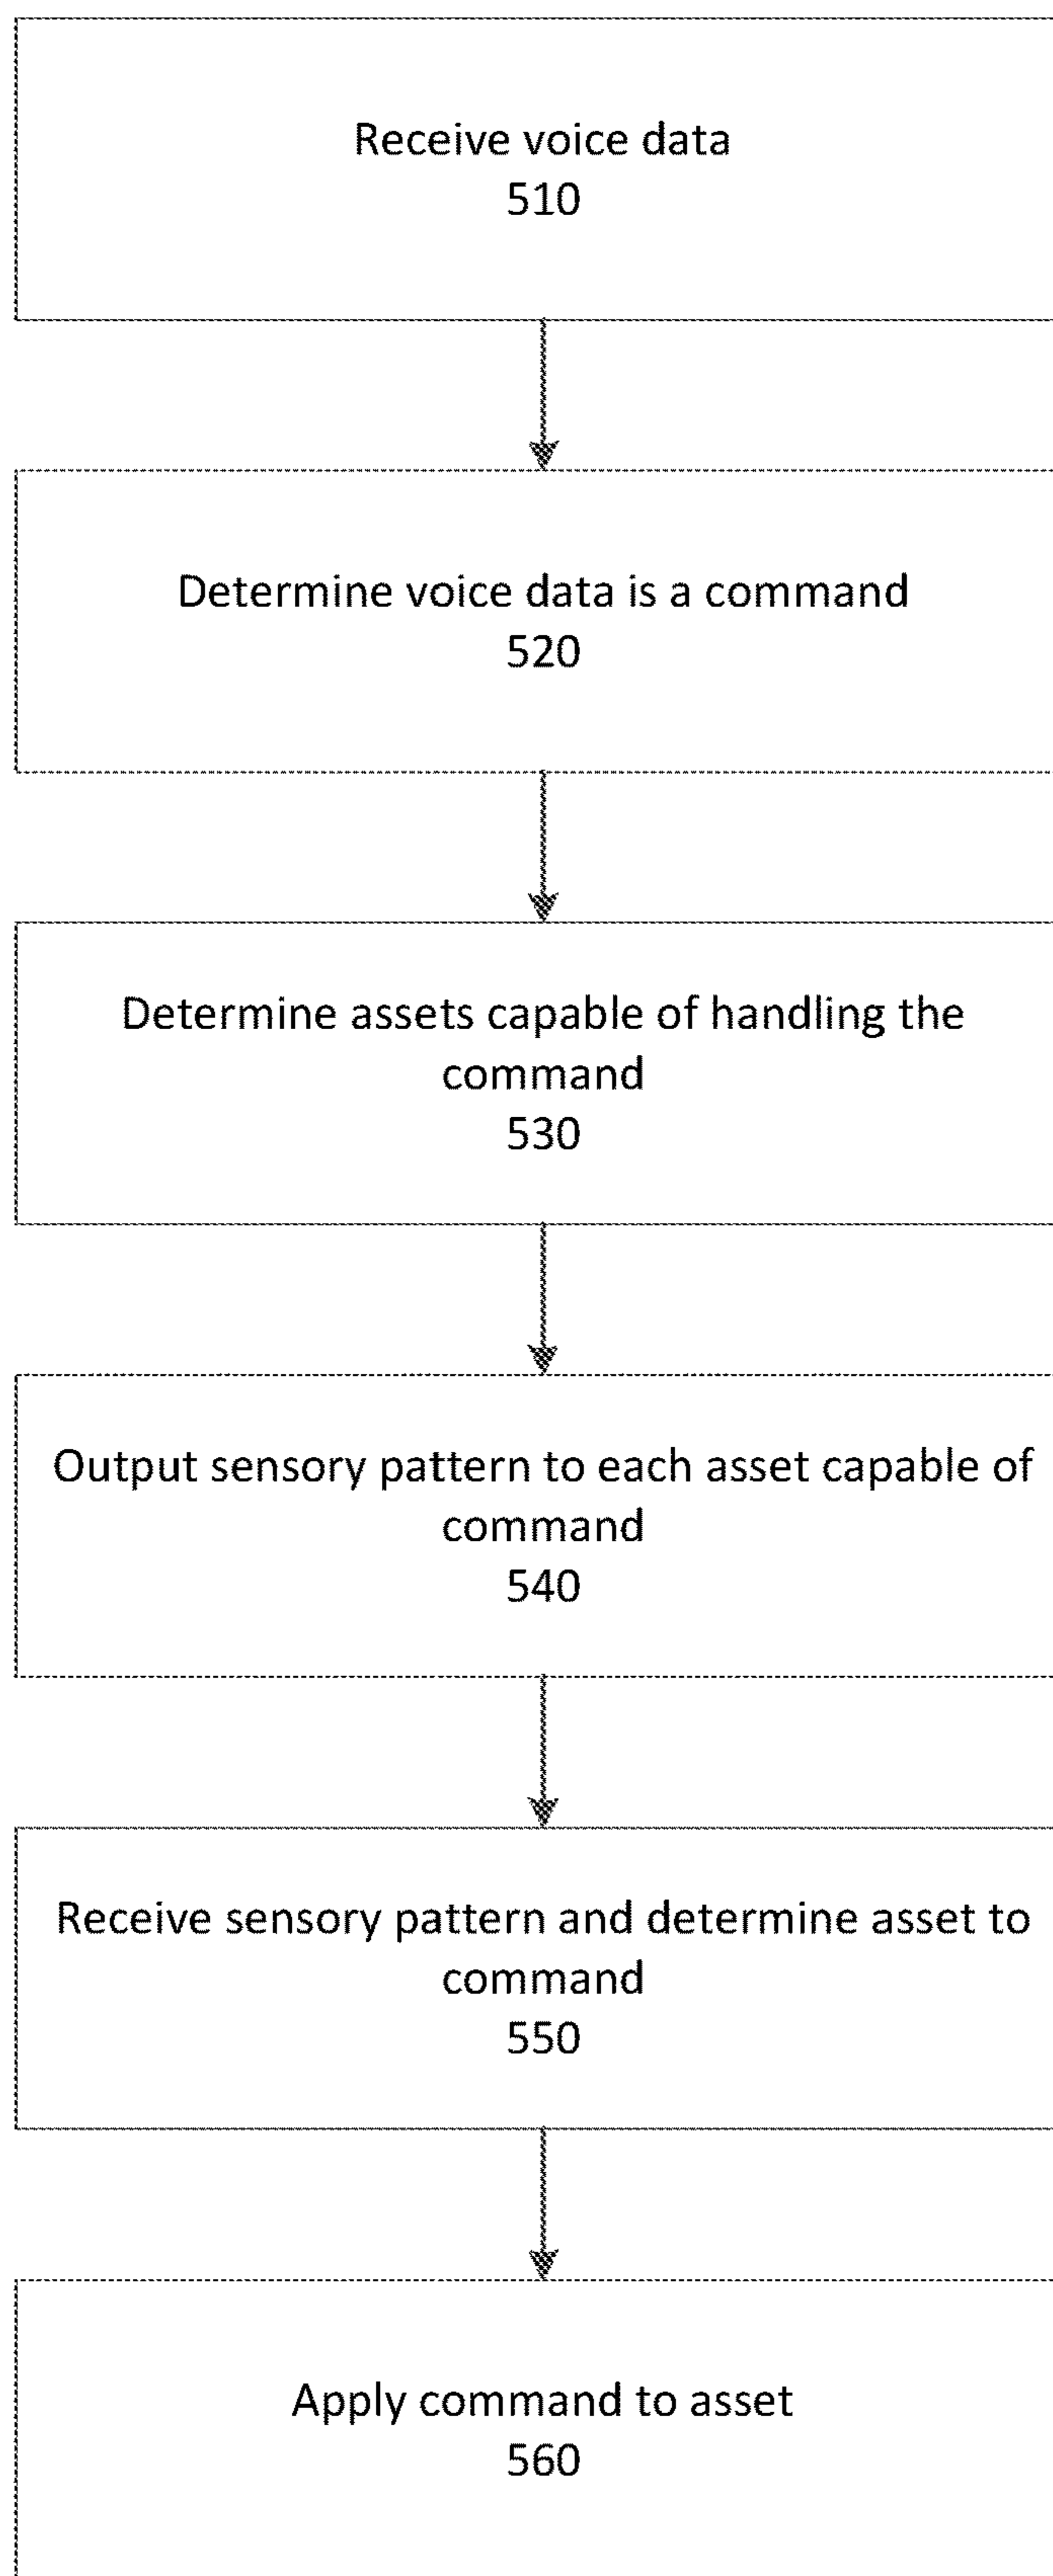 Receive voice data
510
Determine voice data is a command
520
Determine assets capable of handling the
command
530
Output sensory pattern to each asset capable of
command
540
Receive sensory pattern and determine asset to
command
550
Apply command to asset
560